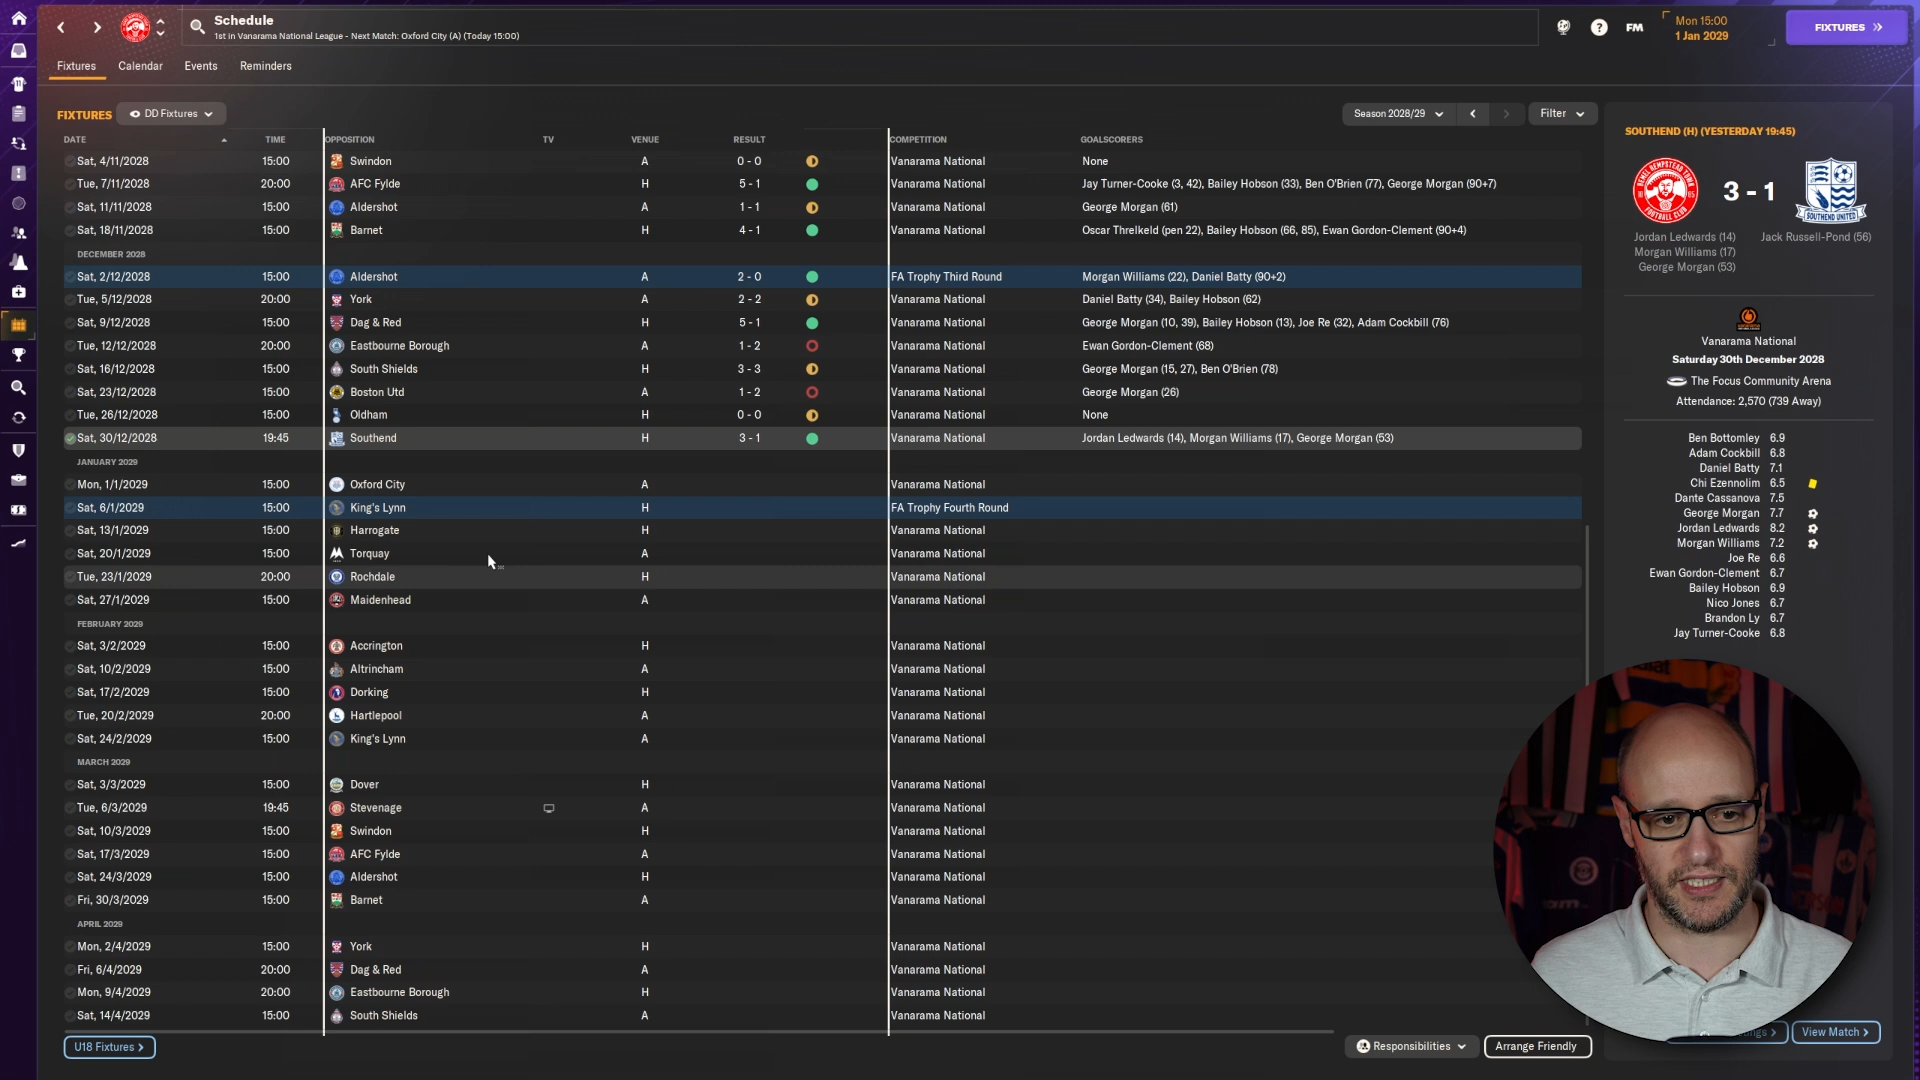 Schedule
1st in Vanarama National League - Next Match: Oxford City (A) (Today 15:00)
FM
Mon 15:00
1 Jan 2029
FIXTURES
Fixtures Calendar Events Reminders
FIXTURES DD Fixtures Season 2028/29 Filter
DATE TIME OPPOSITION TV VENUE RESULT COMPETITION GOALSCORERS
Sat, 4/11/2028 15:00 Swindon A 0 - 0 Vanarama National None
Tue, 7/11/2028 20:00 AFC Fylde H 5 - 1 Vanarama National Jay Turner-Cooke (3, 42), Bailey Hobson (33), Ben O'Brien (77), George Morgan (90+7)
Sat, 11/11/2028 15:00 Aldershot A 1 - 1 Vanarama National George Morgan (61)
Sat, 18/11/2028 15:00 Barnet H 4 - 1 Vanarama National Oscar Threlkeld (pen 22), Bailey Hobson (66, 85), Ewan Gordon-Clement (90+4)
DECEMBER 2028
Sat, 2/12/2028 15:00 Aldershot A 2 - 0 FA Trophy Third Round Morgan Williams (22), Daniel Batty (90+2)
Tue, 5/12/2028 20:00 York A 2 - 2 Vanarama National Daniel Batty (34), Bailey Hobson (62)
Sat, 9/12/2028 15:00 Dag & Red H 5 - 1 Vanarama National George Morgan (10, 39), Bailey Hobson (13), Joe Re (32), Adam Cockbill (76)
Tue, 12/12/2028 20:00 Eastbourne Borough A 1 - 2 Vanarama National Ewan Gordon-Clement (68)
Sat, 16/12/2028 15:00 South Shields H 3 - 3 Vanarama National George Morgan (15, 27), Ben O'Brien (78)
Sat, 23/12/2028 15:00 Boston Utd A 1 - 2 Vanarama National George Morgan (26)
Tue, 26/12/2028 15:00 Oldham H 0 - 0 Vanarama National None
Sat, 30/12/2028 19:45 Southend H 3 - 1 Vanarama National Jordan Ledwards (14), Morgan Williams (17), George Morgan (53)
JANUARY 2029
Mon, 1/1/2029 15:00 Oxford City A Vanarama National
Sat, 6/1/2029 15:00 King's Lynn H FA Trophy Fourth Round
Sat, 13/1/2029 15:00 Harrogate H Vanarama National
Sat, 20/1/2029 15:00 Torquay A Vanarama National
Tue, 23/1/2029 20:00 Rochdale H Vanarama National
Sat, 27/1/2029 15:00 Maidenhead A Vanarama National
FEBRUARY 2029
Sat, 3/2/2029 15:00 Accrington H Vanarama National
Sat, 10/2/2029 15:00 Altrincham A Vanarama National
Sat, 17/2/2029 15:00 Dorking H Vanarama National
Tue, 20/2/2029 20:00 Hartlepool A Vanarama National
Sat, 24/2/2029 15:00 King's Lynn A Vanarama National
MARCH 2029
Sat, 3/3/2029 15:00 Dover H Vanarama National
Tue, 6/3/2029 19:45 Stevenage A Vanarama National
Sat, 10/3/2029 15:00 Swindon H Vanarama National
Sat, 17/3/2029 15:00 AFC Fylde A Vanarama National
Sat, 24/3/2029 15:00 Aldershot H Vanarama National
Fri, 30/3/2029 15:00 Barnet A Vanarama National
APRIL 2029
Mon, 2/4/2029 15:00 York H Vanarama National
Fri, 6/4/2029 20:00 Dag & Red A Vanarama National
Mon, 9/4/2029 20:00 Eastbourne Borough H Vanarama National
Sat, 14/4/2029 15:00 South Shields A Vanarama National
U18 Fixtures Responsibilities Arrange Friendly
SOUTHEND (H) (YESTERDAY 19:45)
3 - 1
Jordan Ledwards (14) Jack Russell-Pond (56)
Morgan Williams (17)
George Morgan (53)
Vanarama National
Saturday 30th December 2028
The Focus Community Arena
Attendance: 2,570 (739 Away)
Ben Bottomley 6.9
Adam Cockbill 6.8
Daniel Batty 7.1
Chi Ezennolim 6.5
Dante Cassanova 7.5
George Morgan 7.7
Jordan Ledwards 8.2
Morgan Williams 7.2
Joe Re 6.6
Ewan Gordon-Clement 6.7
Bailey Hobson 6.9
Nico Jones 6.7
Brandon Ly 6.7
Jay Turner-Cooke 6.8
View Match